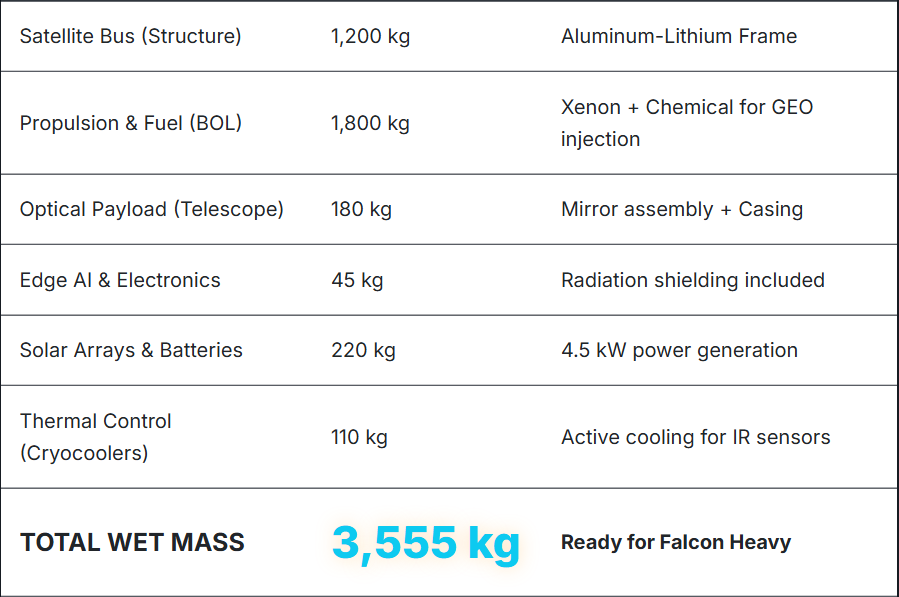 Satellite Bus (Structure) 1,200 kg Aluminum-Lithium Frame
Propulsion & Fuel (BOL) 1,800 kg Xenon + Chemical for GEO
injection
Optical Payload (Telescope) 180 kg Mirror assembly + Casing
Edge AI & Electronics 45 kg Radiation shielding included
Solar Arrays & Batteries 220 kg 4.5 kW power generation
Thermal Control
(Cryocoolers) 110 kg Active cooling for IR sensors
TOTAL WET MASS 3,555 kg Ready for Falcon Heavy